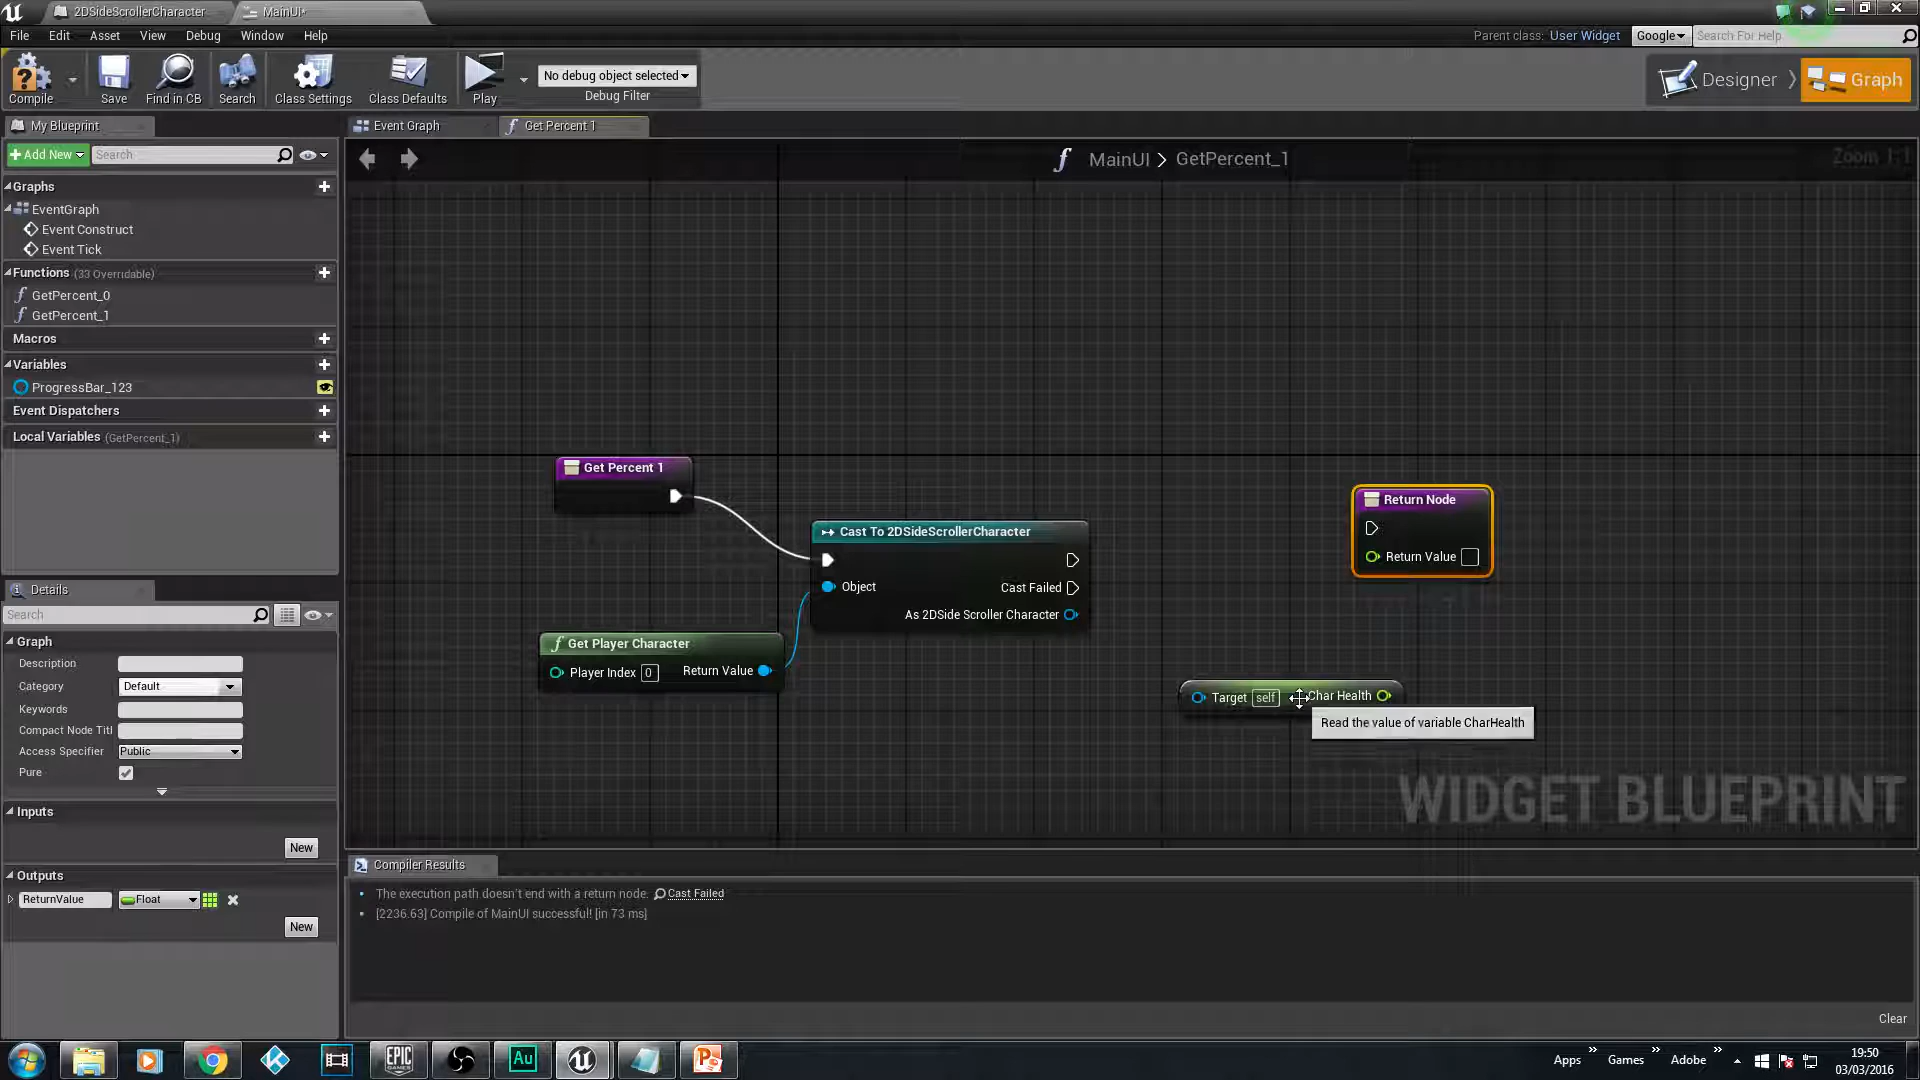 2DSideScrollerCharacter
MainUI*
File Edit Asset View Debug Window Help
Parent class: User Widget Google Search For Help
Compile Save Find in CB Search Class Settings Class Defaults Play
No debug object selected
Debug Filter
Designer Graph
My Blueprint
Event Graph
Get Percent 1
Add New Search
MainUI > GetPercent_1
Zoom 1:1
Graphs
EventGraph
Event Construct
Event Tick
Functions (33 Overridable)
GetPercent_0
GetPercent_1
Macros
Variables
ProgressBar_123
Event Dispatchers
Local Variables (GetPercent_1)
Get Percent 1
Return Node
Return Value
Cast To 2DSideScrollerCharacter
Object
Cast Failed
As 2DSide Scroller Character
Get Player Character
Player Index 0 Return Value
Target self Char Health
Read the value of variable CharHealth
WIDGET BLUEPRINT
Details
Search
Graph
Description
Category Default
Keywords
Compact Node Titl
Access Specifier Public
Pure
Inputs
New
Outputs
ReturnValue Float
New
Compiler Results
The execution path doesn't end with a return node. Cast Failed
[2236.63] Compile of MainUI successful! [in 73 ms]
Clear
EPIC GAMES
Au
Apps » Games » Adobe »
19:50
03/03/2016